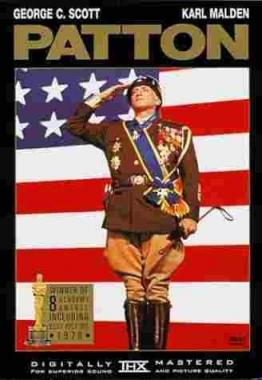 GEORGE C. SCOTT KARL MALDEN
PATTON
WINNER OF
8 ACADEMY
AWARDS
INCLUDING
BEST PICTURE
1970
DIGITALLY THX MASTERED
FOR SUPERIOR SOUND AND PICTURE QUALITY